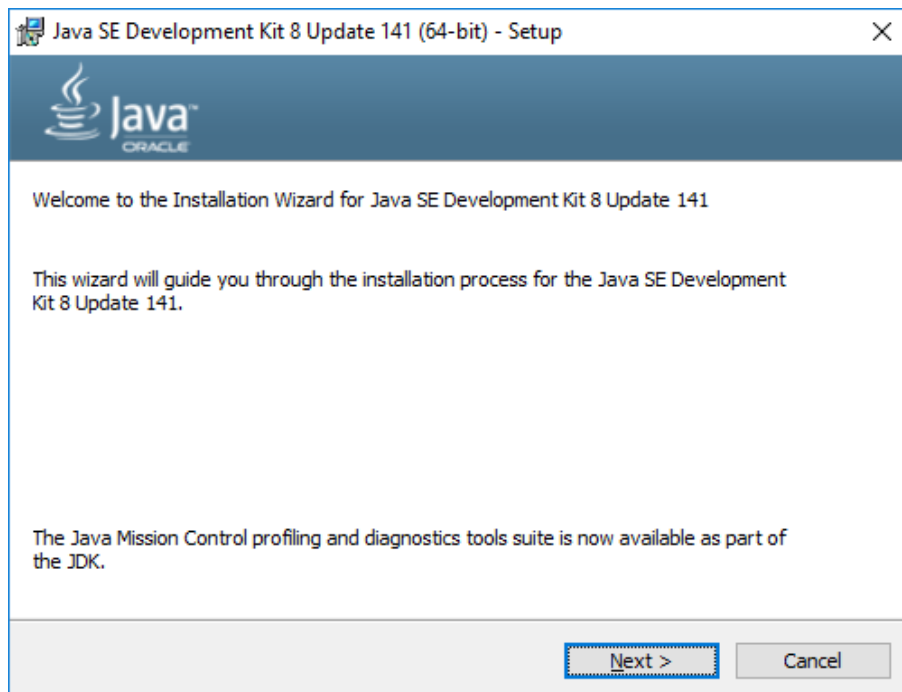 Java SE Development Kit 8 Update 141 (64-bit) - Setup
Java™
ORACLE
Welcome to the Installation Wizard for Java SE Development Kit 8 Update 141
This wizard will guide you through the installation process for the Java SE Development
Kit 8 Update 141.
The Java Mission Control profiling and diagnostics tools suite is now available as part of
the JDK.
Next >
Cancel